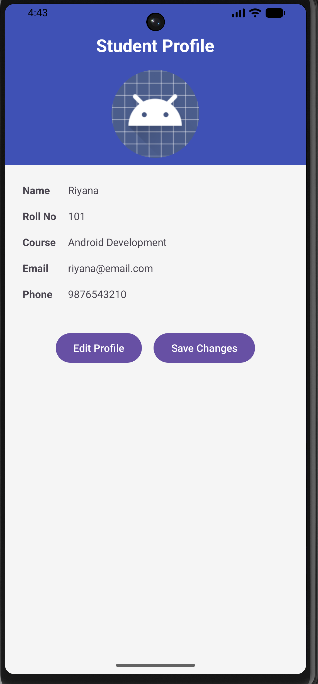 4:43
Student Profile
Name Riyana
Roll No 101
Course Android Development
Email riyana@email.com
Phone 9876543210
Edit Profile Save Changes